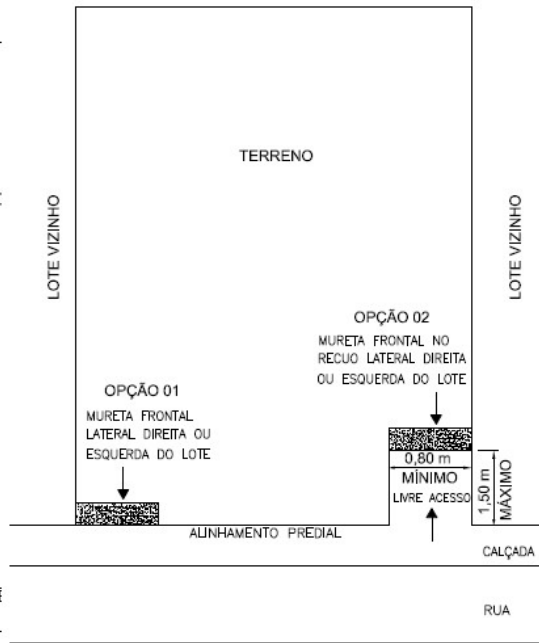 TERRENO
LOTE VIZINHO
LOTE VIZINHO
OPÇÃO 02
MURETA FRONTAL NO
RECUO LATERAL DIREITA
OU ESQUERDA DO LOTE
OPÇÃO 01
MURETA FRONTAL
LATERAL DIREITA OU
ESQUERDA DO LOTE
0,80 m
MÍNIMO
LIVRE ACESSO
1,50 m
MÁXIMO
ALINHAMENTO PREDIAL
CALÇADA
RUA